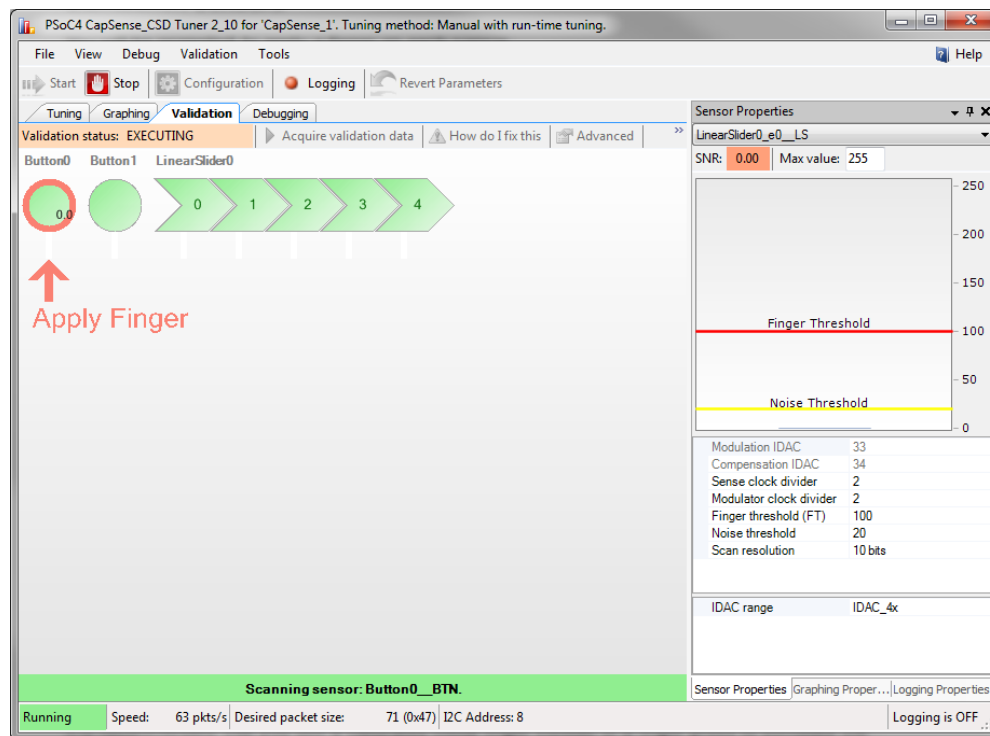 PSoC4 CapSense_CSD Tuner 2_10 for 'CapSense_1'. Tuning method: Manual with run-time tuning.
File View Debug Validation Tools Help
Start Stop Configuration Logging Revert Parameters
Tuning Graphing Validation Debugging
Validation status: EXECUTING Acquire validation data How do I fix this Advanced »
Button0 Button1 LinearSlider0
0.0 0 1 2 3 4
Apply Finger
Scanning sensor: Button0__BTN.
Sensor Properties
LinearSlider0_e0__LS
SNR: 0.00 Max value: 255
250
200
150
Finger Threshold
100
50
Noise Threshold
0
Modulation IDAC 33
Compensation IDAC 34
Sense clock divider 2
Modulator clock divider 2
Finger threshold (FT) 100
Noise threshold 20
Scan resolution 10 bits
IDAC range IDAC_4x
Sensor Properties Graphing Proper... Logging Properties
Running Speed: 63 pkts/s Desired packet size: 71 (0x47) I2C Address: 8 Logging is OFF